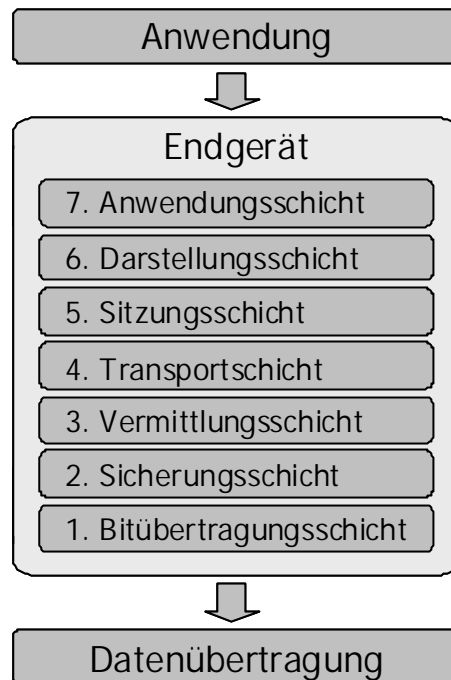 Anwendung
Endgerät
7. Anwendungsschicht
6. Darstellungsschicht
5. Sitzungsschicht
4. Transportschicht
3. Vermittlungsschicht
2. Sicherungsschicht
1. Bitübertragungsschicht
Datenübertragung